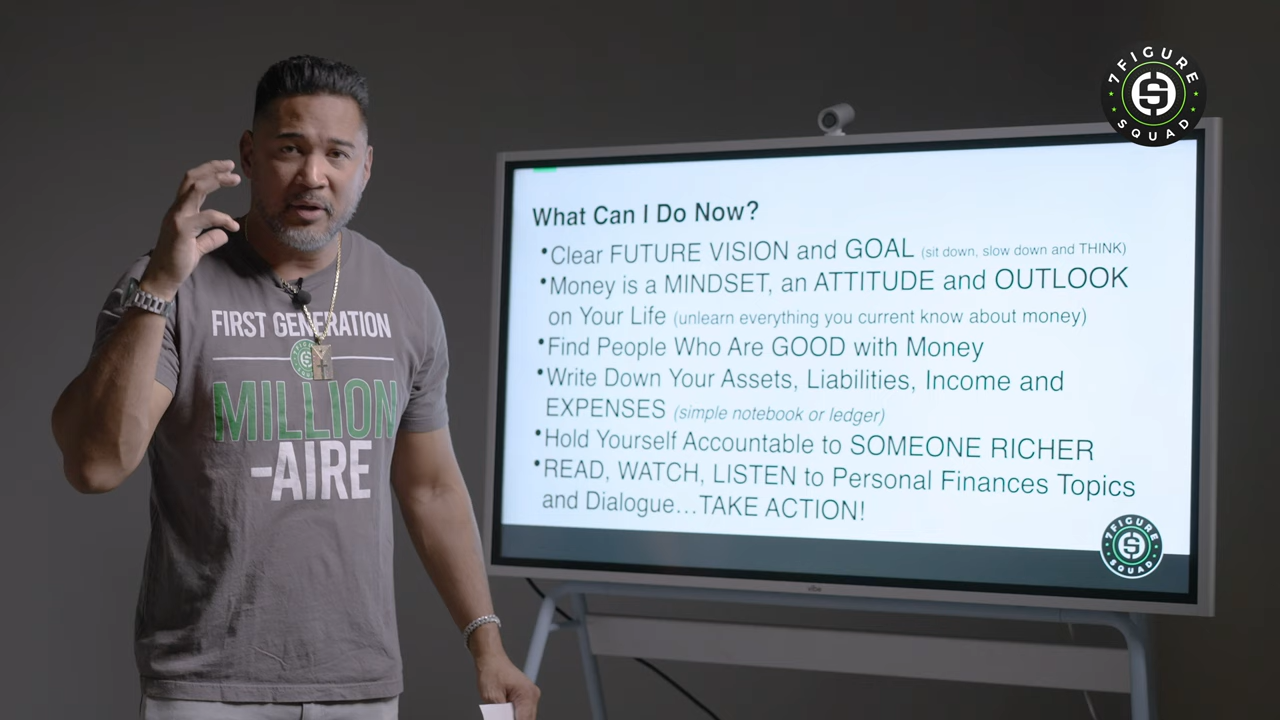 7FIGURE
SQUAD
FIRST GENERATION
MILLION
-AIRE
What Can I Do Now?
•Clear FUTURE VISION and GOAL (sit down, slow down and THINK)
•Money is a MINDSET, an ATTITUDE and OUTLOOK
on Your Life (unlearn everything you current know about money)
•Find People Who Are GOOD with Money
•Write Down Your Assets, Liabilities, Income and
EXPENSES (simple notebook or ledger)
•Hold Yourself Accountable to SOMEONE RICHER
•READ, WATCH, LISTEN to Personal Finances Topics
and Dialogue...TAKE ACTION!
7FIGURE
SQUAD